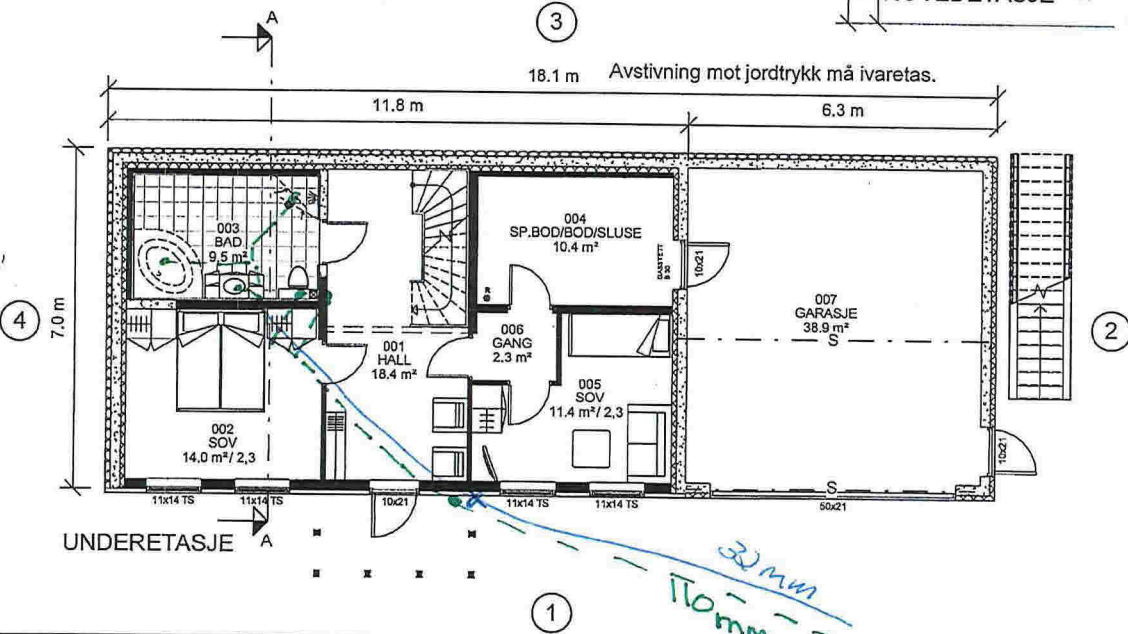 A
3
18.1 m
Avstivning mot jordtrykk må ivaretas.
11.8 m
6.3 m
7.0 m
4
2
003
BAD
9,5 m²
004
SP.BOD/BOD/SLUSE
10.4 m²
10x21
007
GARASJE
38.9 m²
S
006
GANG
2.3 m²
001
HALL
18.4 m²
005
SOV
11.4 m²/ 2,3
002
SOV
14.0 m²/ 2,3
10x21
S
11x14 TS
11x14 TS
10x21
11x14 TS
11x14 TS
50x21
UNDERETASJE
A
32 mm
110 mm
1